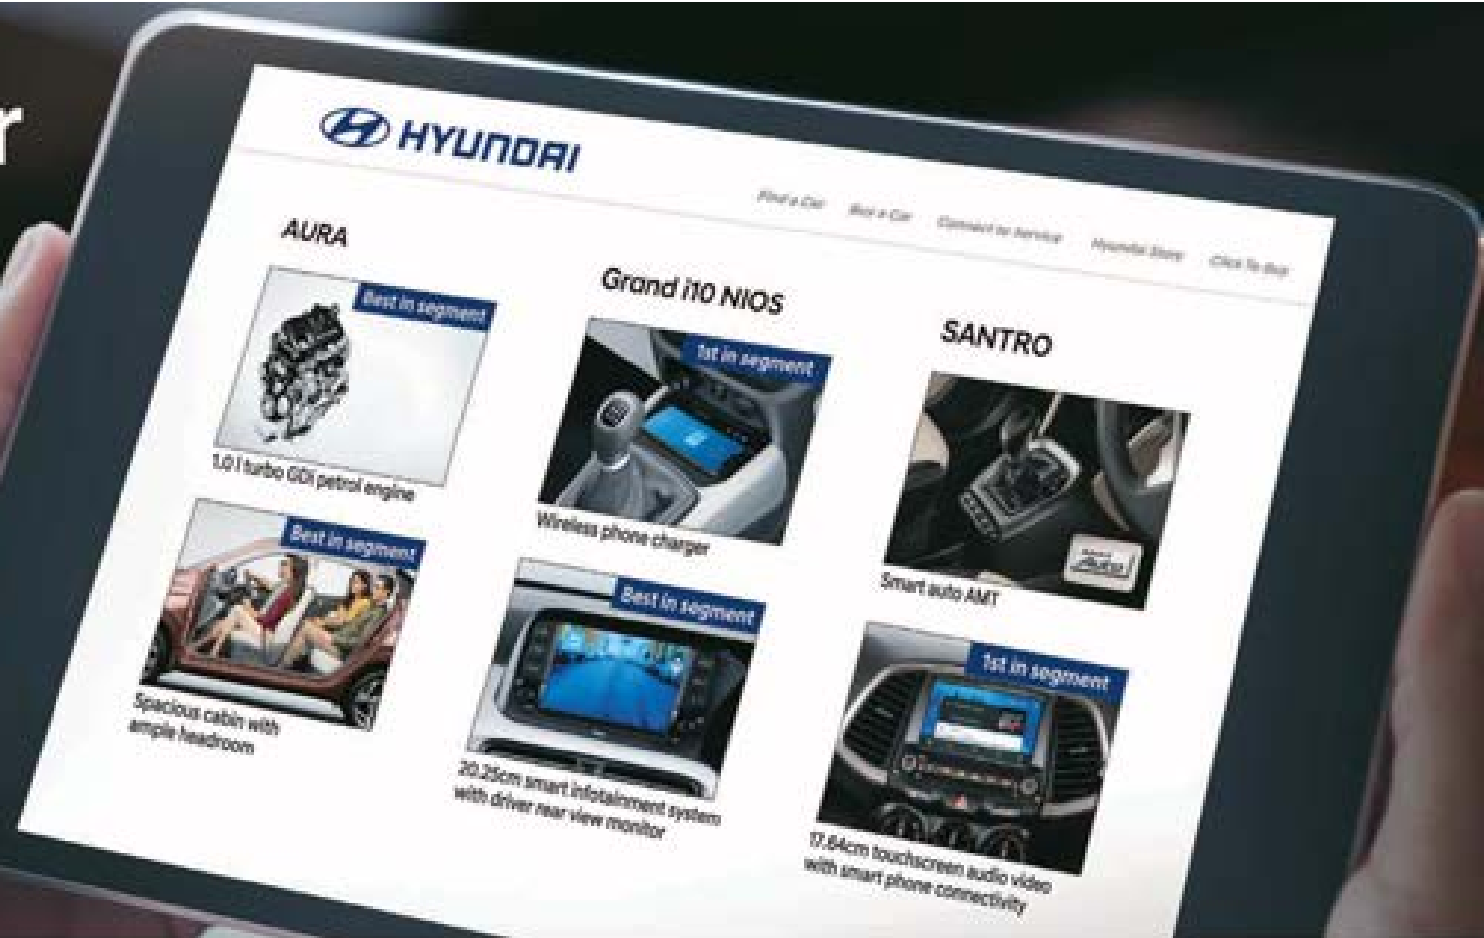 r
HYUNDAI
Find a Car Buy a Car Connect to Service Hyundai Store Click To Buy
AURA
Best in segment
1.0 l turbo GDi petrol engine
Best in segment
Spacious cabin with
ample headroom
Grand i10 NIOS
1st in segment
Wireless phone charger
Best in segment
20.25cm smart infotainment system
with driver rear view monitor
SANTRO
Smart auto AMT
1st in segment
17.64cm touchscreen audio video
with smart phone connectivity